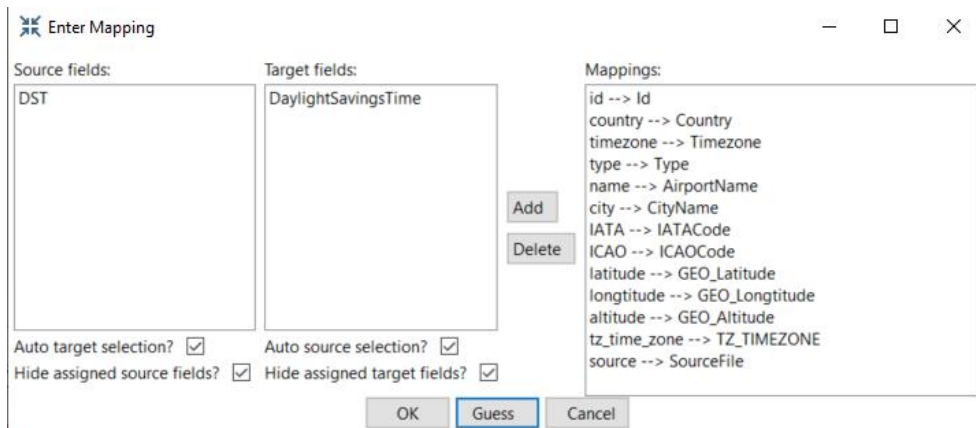 Enter Mapping
Source fields:
DST
Auto target selection?
Hide assigned source fields?
Target fields:
DaylightSavingsTime
Auto source selection?
Hide assigned target fields?
Add
Delete
Mappings:
id --> Id
country --> Country
timezone --> Timezone
type --> Type
name --> AirportName
city --> CityName
IATA --> IATACode
ICAO --> ICAOCode
latitude --> GEO_Latitude
longtitude --> GEO_Longtitude
altitude --> GEO_Altitude
tz_time_zone --> TZ_TIMEZONE
source --> SourceFile
OK
Guess
Cancel